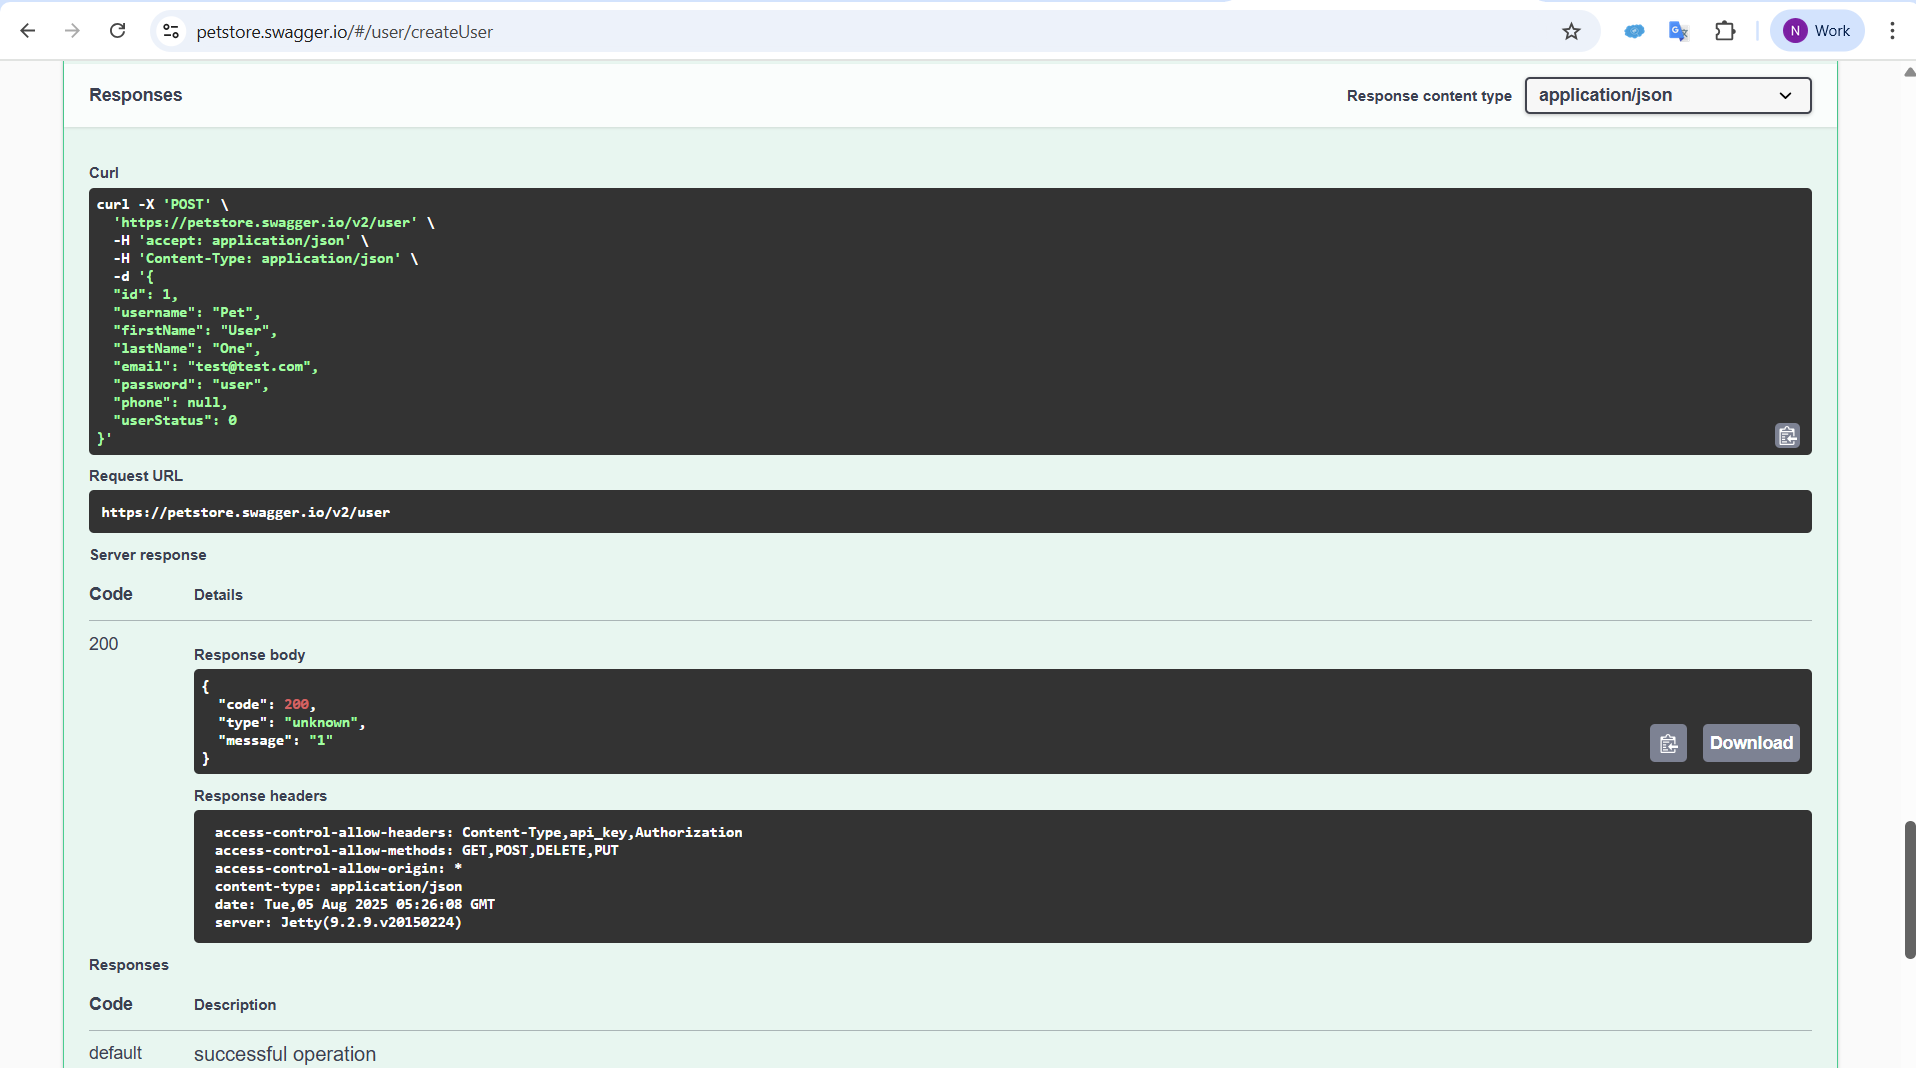 petstore.swagger.io/#/user/createUser
N Work
Responses
Response content type
application/json
Curl
curl -X 'POST' \
  'https://petstore.swagger.io/v2/user' \
  -H 'accept: application/json' \
  -H 'Content-Type: application/json' \
  -d '{
  "id": 1,
  "username": "Pet",
  "firstName": "User",
  "lastName": "One",
  "email": "test@test.com",
  "password": "user",
  "phone": null,
  "userStatus": 0
}'
Request URL
https://petstore.swagger.io/v2/user
Server response
Code Details
200
Response body
{
  "code": 200,
  "type": "unknown",
  "message": "1"
}
Download
Response headers
access-control-allow-headers: Content-Type,api_key,Authorization
access-control-allow-methods: GET,POST,DELETE,PUT
access-control-allow-origin: *
content-type: application/json
date: Tue,05 Aug 2025 05:26:08 GMT
server: Jetty(9.2.9.v20150224)
Responses
Code Description
default successful operation